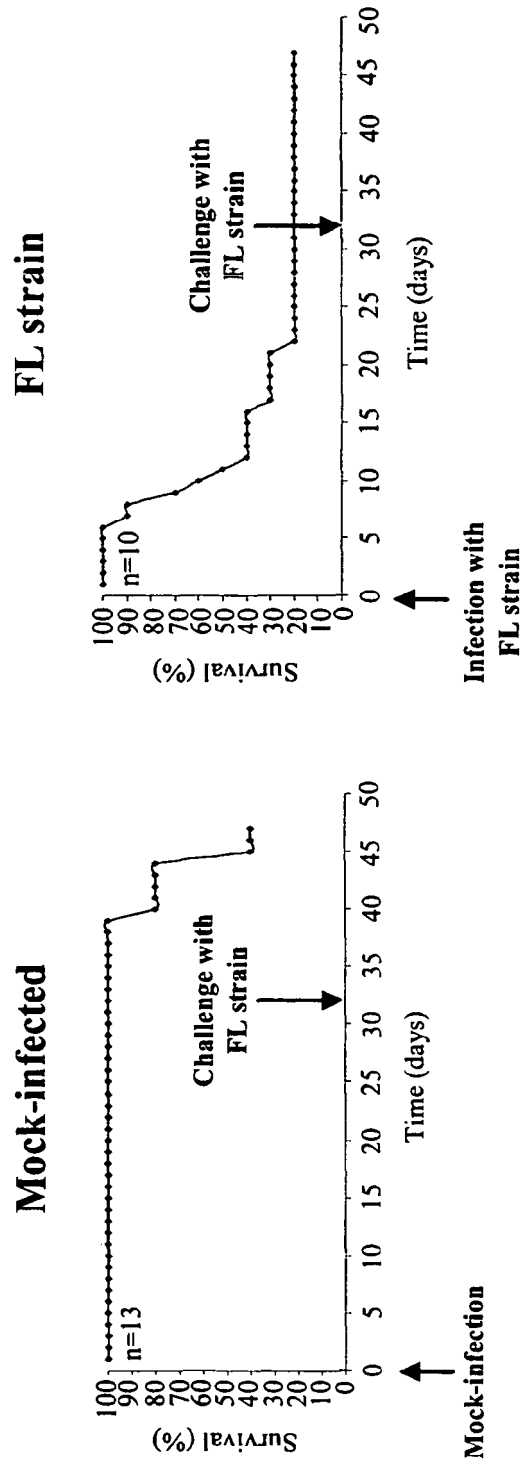 Mock-infected
Survival (%)
100
90
80
70
60
50
40
30
20
10
0
n=13
Challenge with
FL strain
0
5
10
15
20
25
30
35
40
45
50
Time (days)
Mock-infection
FL strain
Survival (%)
100
90
80
70
60
50
40
30
20
10
0
n=10
Challenge with
FL strain
0
5
10
15
20
25
30
35
40
45
50
Time (days)
Infection with
FL strain